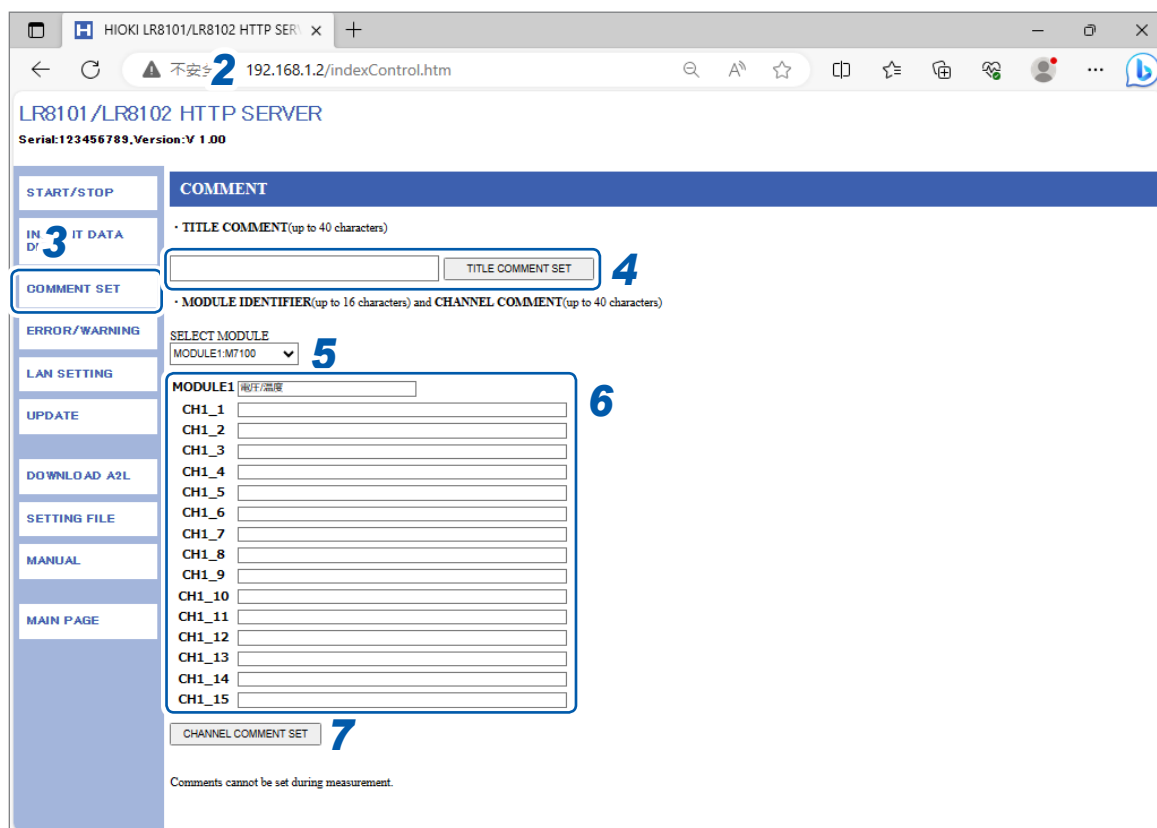 HIOKI LR8101/LR8102 HTTP SER
不安全 2 192.168.1.2/indexControl.htm
LR8101/LR8102 HTTP SERVER
Serial:123456789,Version:V 1.00
START/STOP
3
COMMENT SET
ERROR/WARNING
LAN SETTING
UPDATE
DOWNLOAD A2L
SETTING FILE
MANUAL
MAIN PAGE
COMMENT
・TITLE COMMENT(up to 40 characters)
TITLE COMMENT SET 4
・MODULE IDENTIFIER(up to 16 characters) and CHANNEL COMMENT(up to 40 characters)
SELECT MODULE
MODULE1:M7100 5
6
MODULE1 電圧/温度
CH1_1
CH1_2
CH1_3
CH1_4
CH1_5
CH1_6
CH1_7
CH1_8
CH1_9
CH1_10
CH1_11
CH1_12
CH1_13
CH1_14
CH1_15
CHANNEL COMMENT SET 7
Comments cannot be set during measurement.